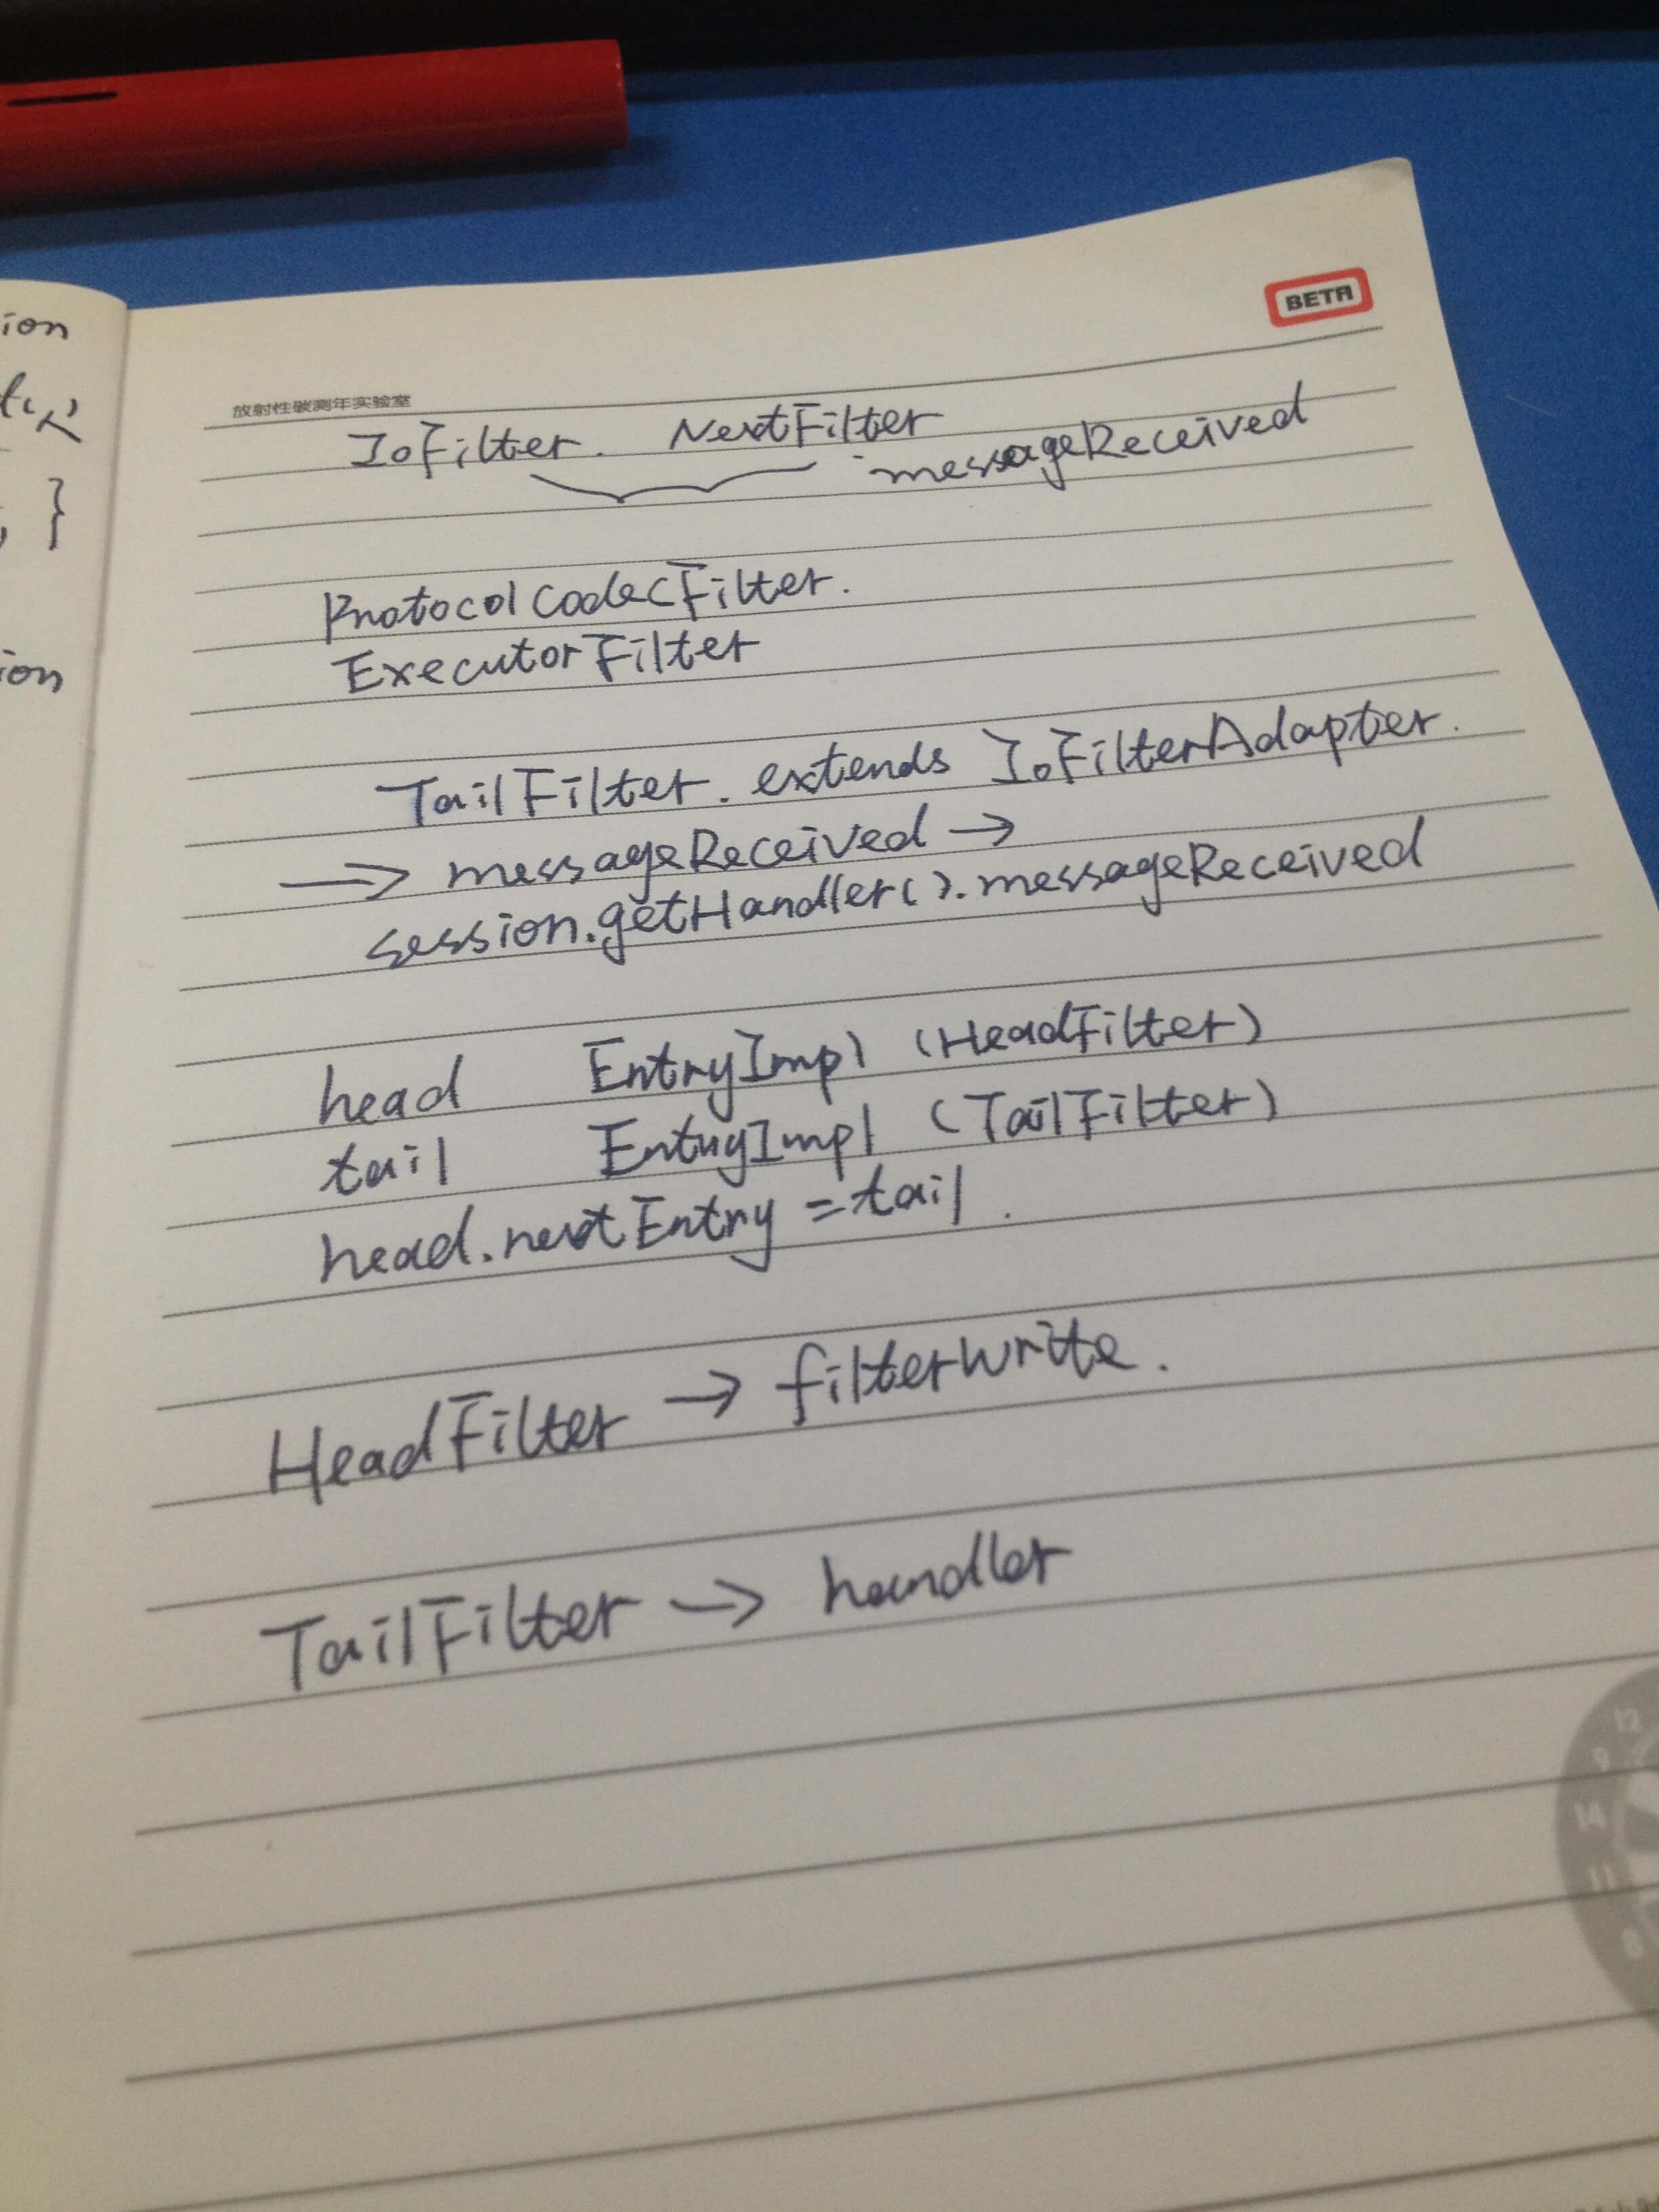 BETA
放射性碳测年实验室
IoFilter. NextFilter
messageReceived
ProtocolCodecFilter.
ExecutorFilter
TailFilter. extends IoFilterAdapter.
→ messageReceived →
session.getHandler().messageReceived
head EntryImpl (HeadFilter)
tail EntryImpl (TailFilter)
head.nextEntry = tail.
HeadFilter → filterWrite.
TailFilter → handler
ion
, }
ion
12
9
14
11
8